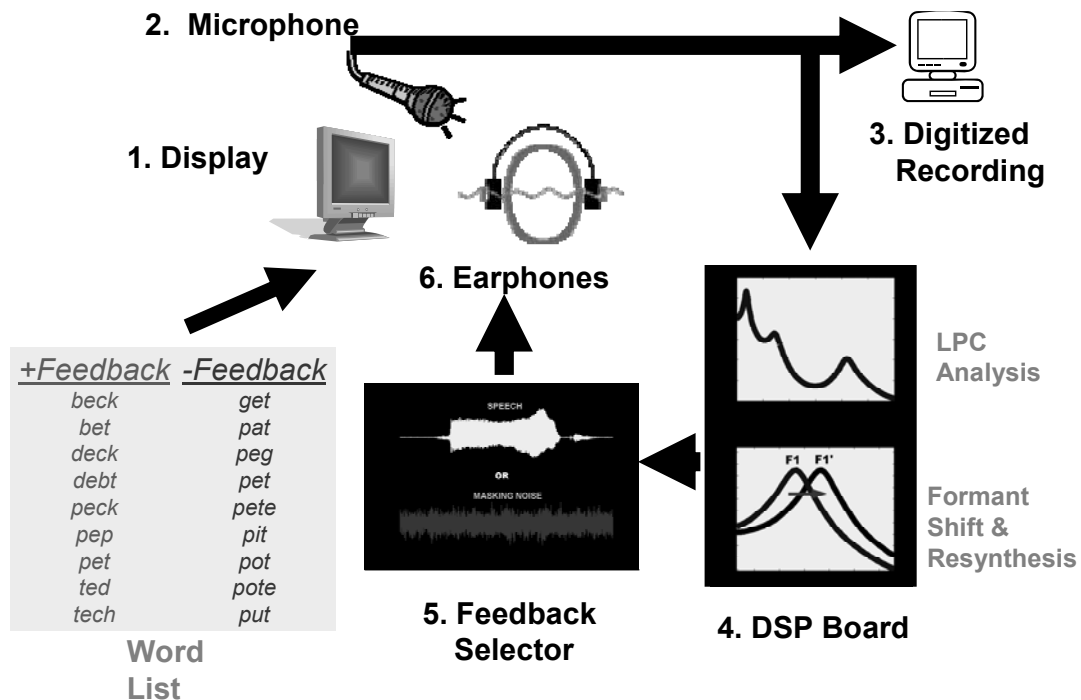 2. Microphone
1. Display
3. Digitized
Recording
6. Earphones
+Feedback -Feedback
beck get
bet pat
deck peg
debt pet
peck pete
pep pit
pet pot
ted pote
tech put
Word
List
SPEECH
OR
MASKING NOISE
5. Feedback
Selector
LPC
Analysis
F1 F1'
Formant
Shift &
Resynthesis
4. DSP Board